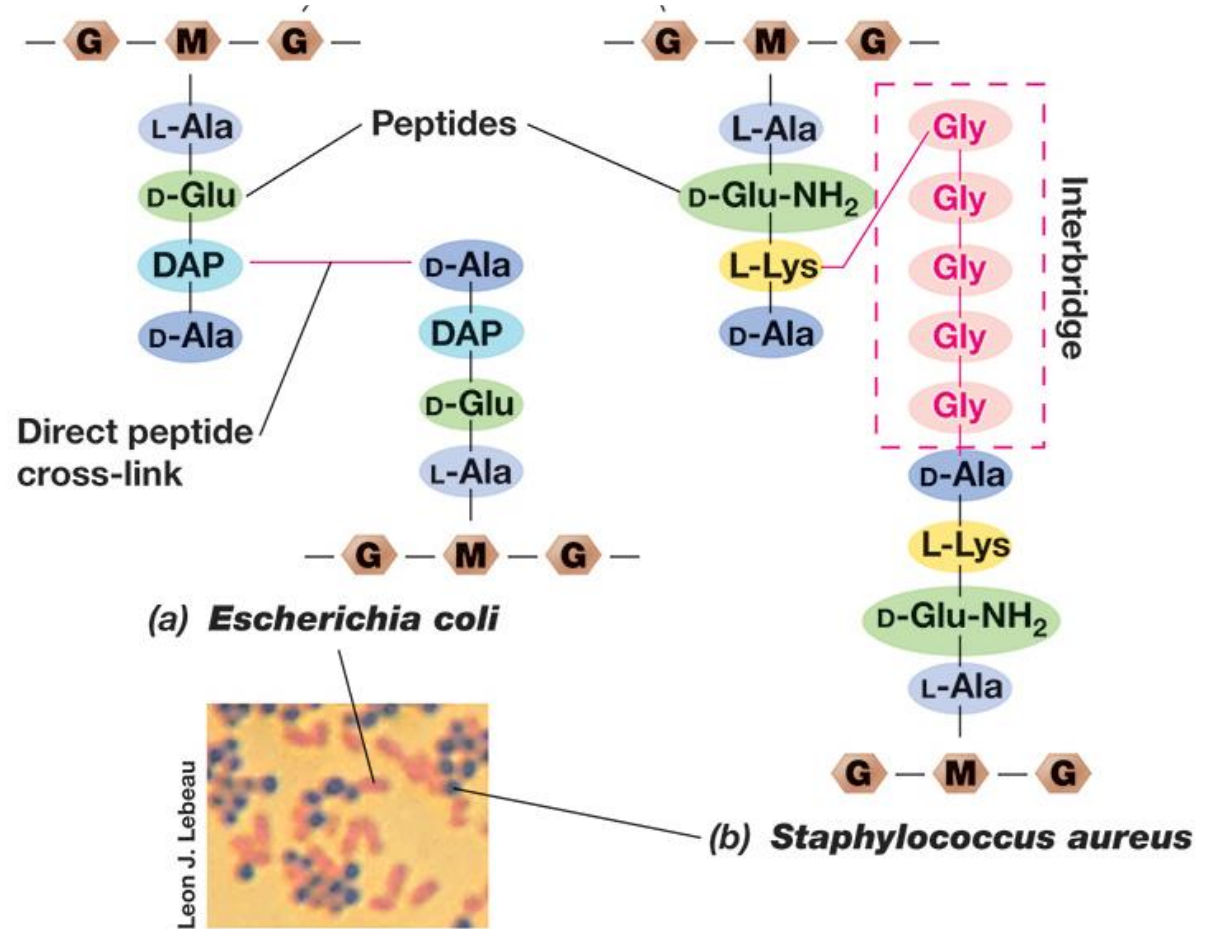 G — M — G
L-Ala
D-Glu
DAP
D-Ala
Peptides
D-Ala
DAP
D-Glu
L-Ala
G — M — G
Direct peptide
cross-link
(a) Escherichia coli
G — M — G
L-Ala
D-Glu-NH₂
L-Lys
D-Ala
Gly
Gly
Gly
Gly
Gly
Interbridge
D-Ala
L-Lys
D-Glu-NH₂
L-Ala
G — M — G
(b) Staphylococcus aureus
Leon J. Lebeau